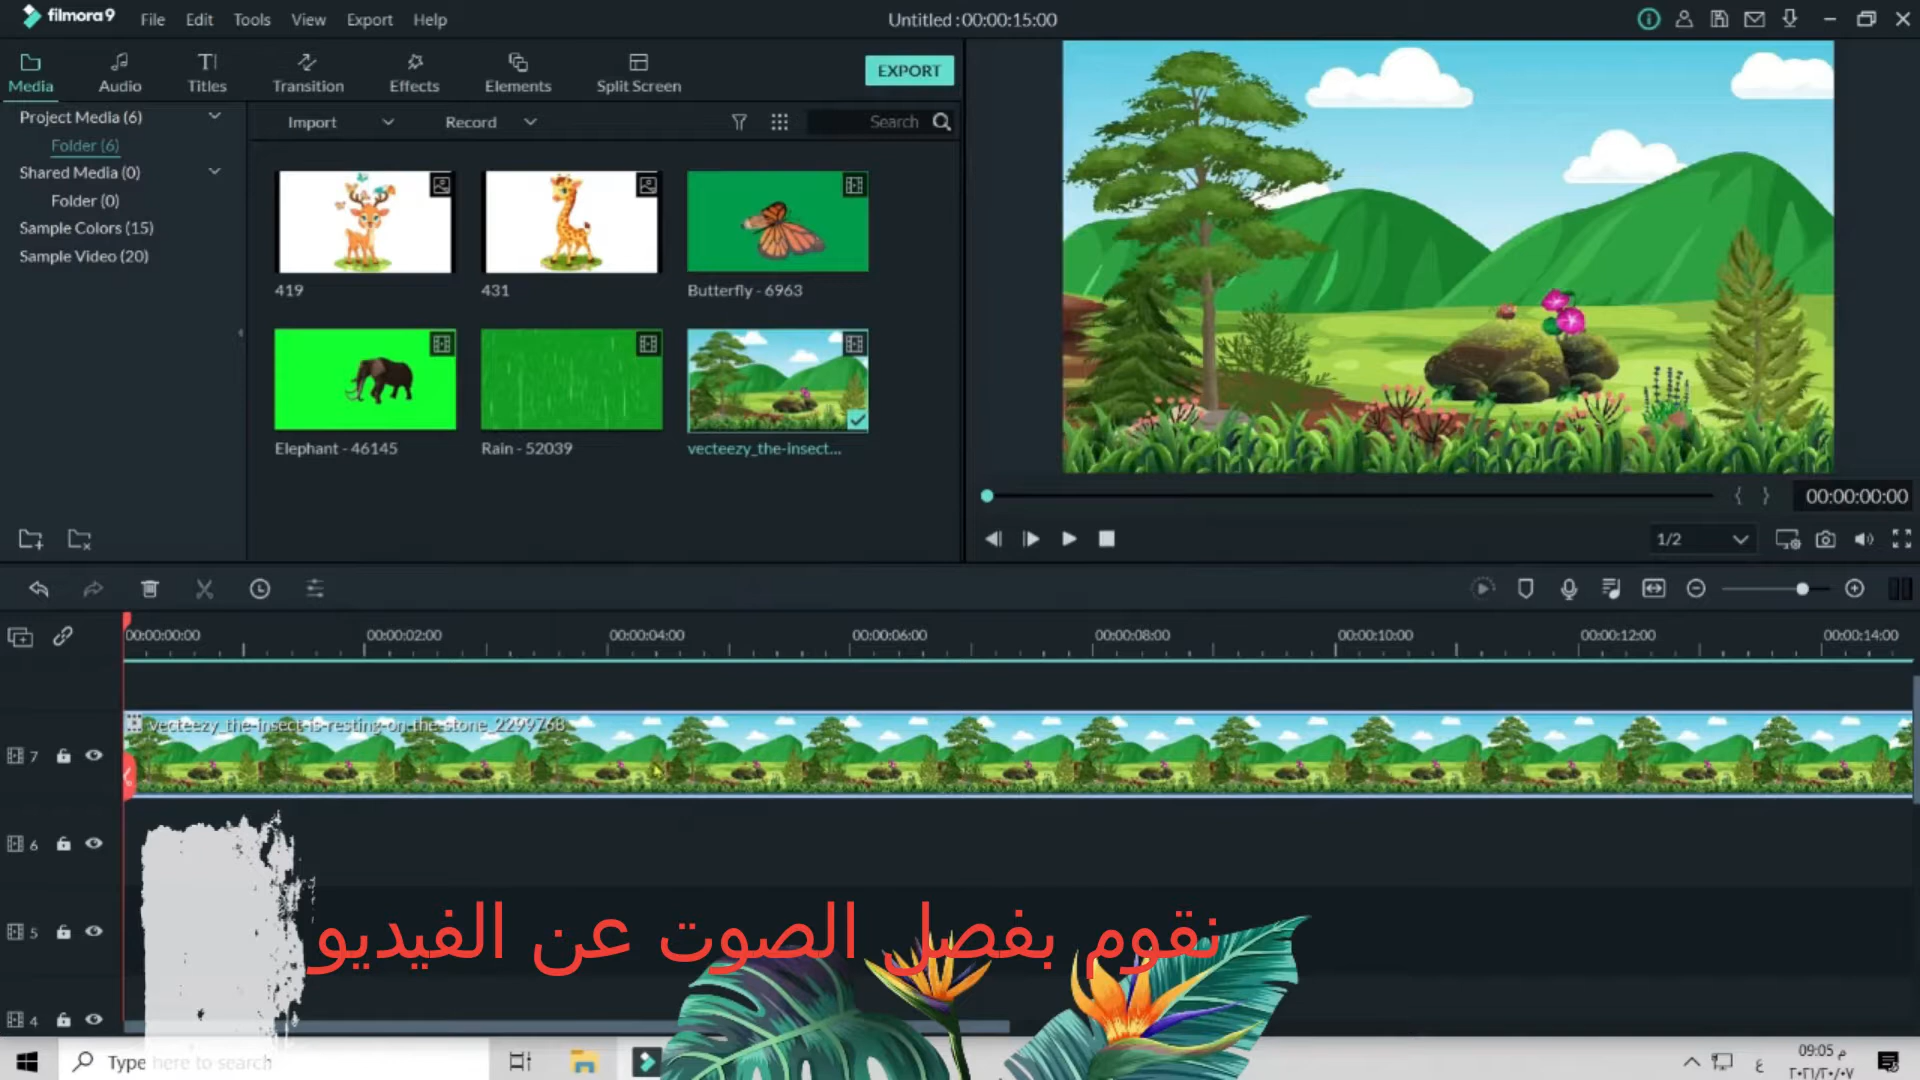 filmora9 File Edit Tools View Export Help Untitled : 00:00:15:00
Media Audio Titles Transition Effects Elements Split Screen EXPORT
Project Media (6)
Folder (6)
Shared Media (0)
Folder (0)
Sample Colors (15)
Sample Video (20)
Import Record Search
419 431 Butterfly - 6963
Elephant - 46145 Rain - 52039 vecteezy_the-insect...
00:00:00:00
1/2
00:00:00:00 00:00:02:00 00:00:04:00 00:00:06:00 00:00:08:00 00:00:10:00 00:00:12:00 00:00:14:00
vecteezy_the-insect-is-resting-on-the-stone_2299768
7
6
5
4
نقوم بفصل الصوت عن الفيديو
Type here to search
ع
09:05 م